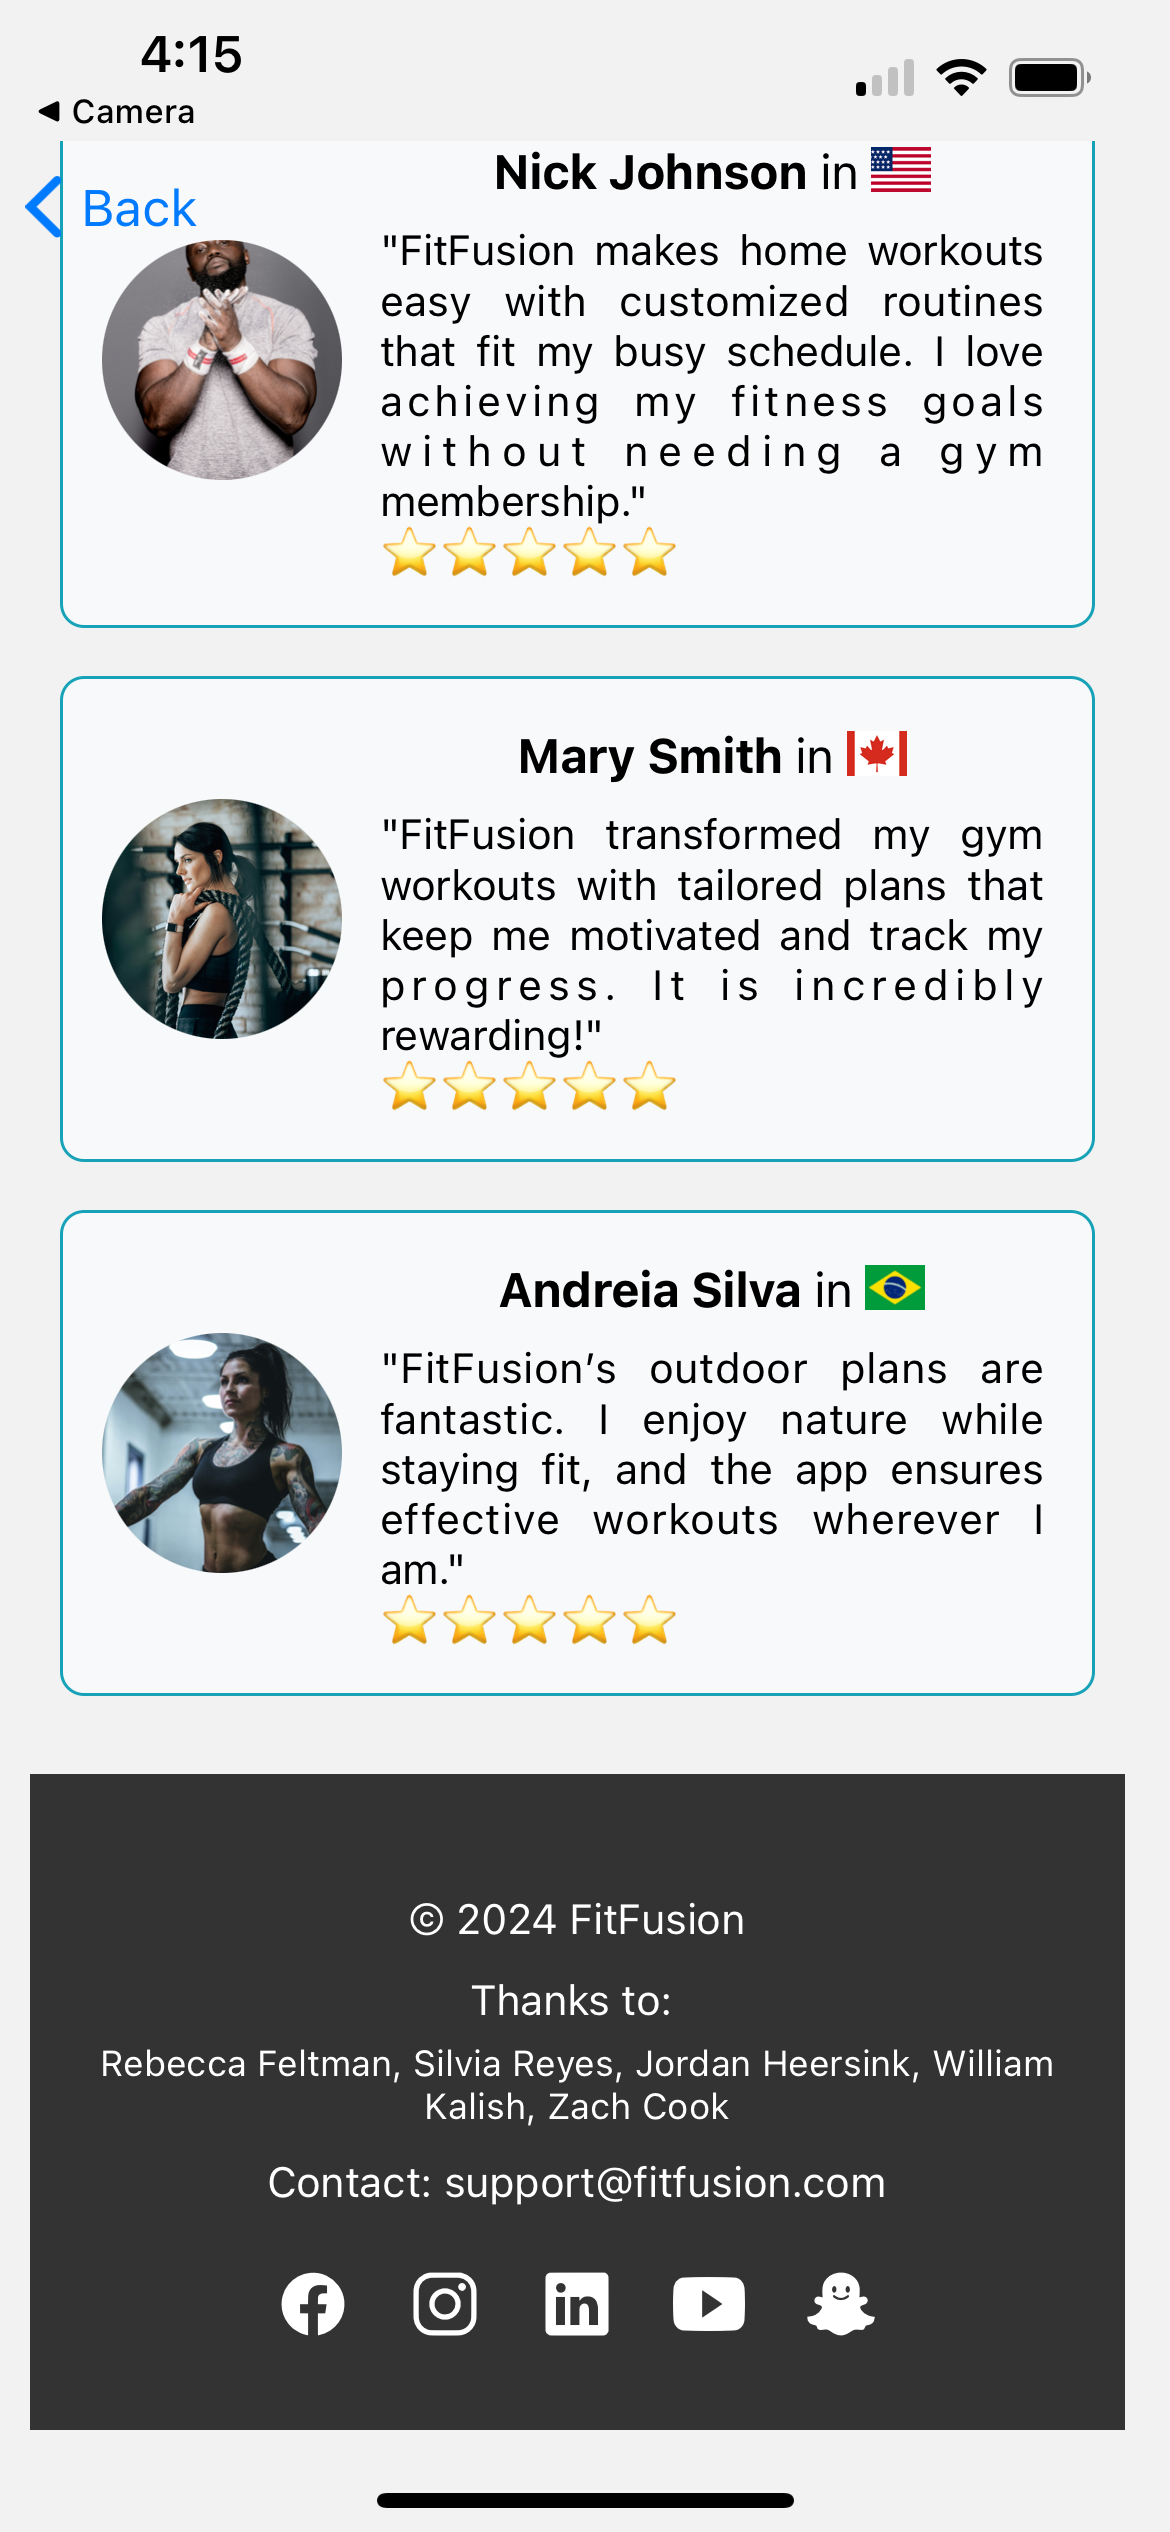 4:15
◀ Camera
Nick Johnson in 🇺🇸
Back
"FitFusion makes home workouts
easy with customized routines
that fit my busy schedule. I love
achieving my fitness goals
without needing a gym
membership."
⭐⭐⭐⭐⭐
Mary Smith in 🇨🇦
"FitFusion transformed my gym
workouts with tailored plans that
keep me motivated and track my
progress. It is incredibly
rewarding!"
⭐⭐⭐⭐⭐
Andreia Silva in 🇧🇷
"FitFusion’s outdoor plans are
fantastic. I enjoy nature while
staying fit, and the app ensures
effective workouts wherever I
am."
⭐⭐⭐⭐⭐
© 2024 FitFusion
Thanks to:
Rebecca Feltman, Silvia Reyes, Jordan Heersink, William
Kalish, Zach Cook
Contact: support@fitfusion.com